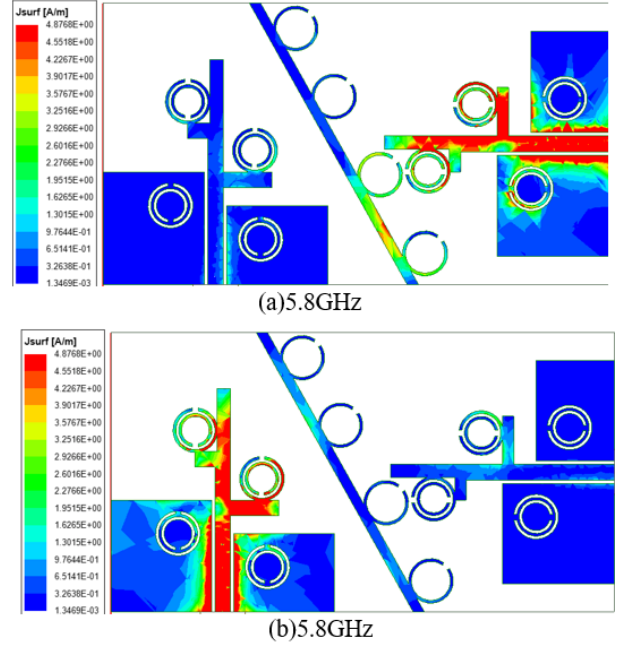 Jsurf [A/m]
4.8768E+00
4.5518E+00
4.2267E+00
3.9017E+00
3.5767E+00
3.2516E+00
2.9266E+00
2.6016E+00
2.2766E+00
1.9515E+00
1.6265E+00
1.3015E+00
9.7644E-01
6.5141E-01
3.2638E-01
1.3469E-03
(a)5.8GHz
Jsurf [A/m]
4.8768E+00
4.5518E+00
4.2267E+00
3.9017E+00
3.5767E+00
3.2516E+00
2.9266E+00
2.6016E+00
2.2766E+00
1.9515E+00
1.6265E+00
1.3015E+00
9.7644E-01
6.5141E-01
3.2638E-01
1.3469E-03
(b)5.8GHz